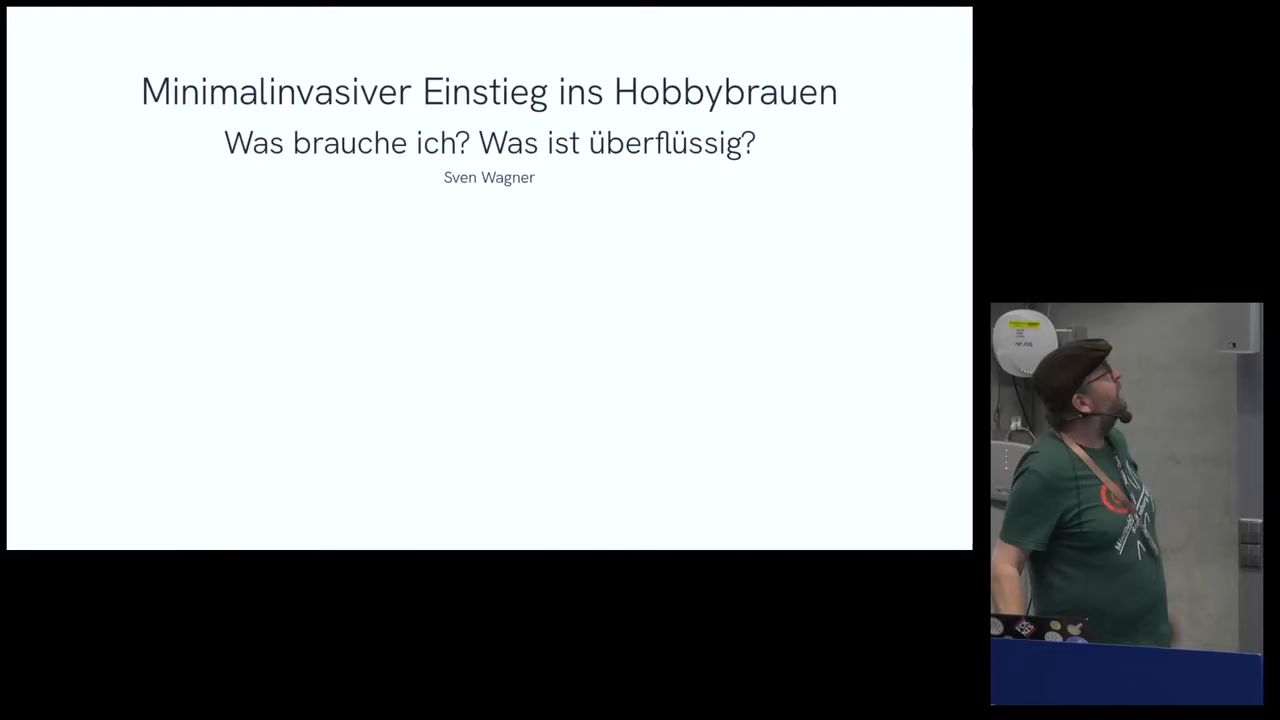 Minimalinvasiver Einstieg ins Hobbybrauen
Was brauche ich? Was ist überflüssig?
Sven Wagner